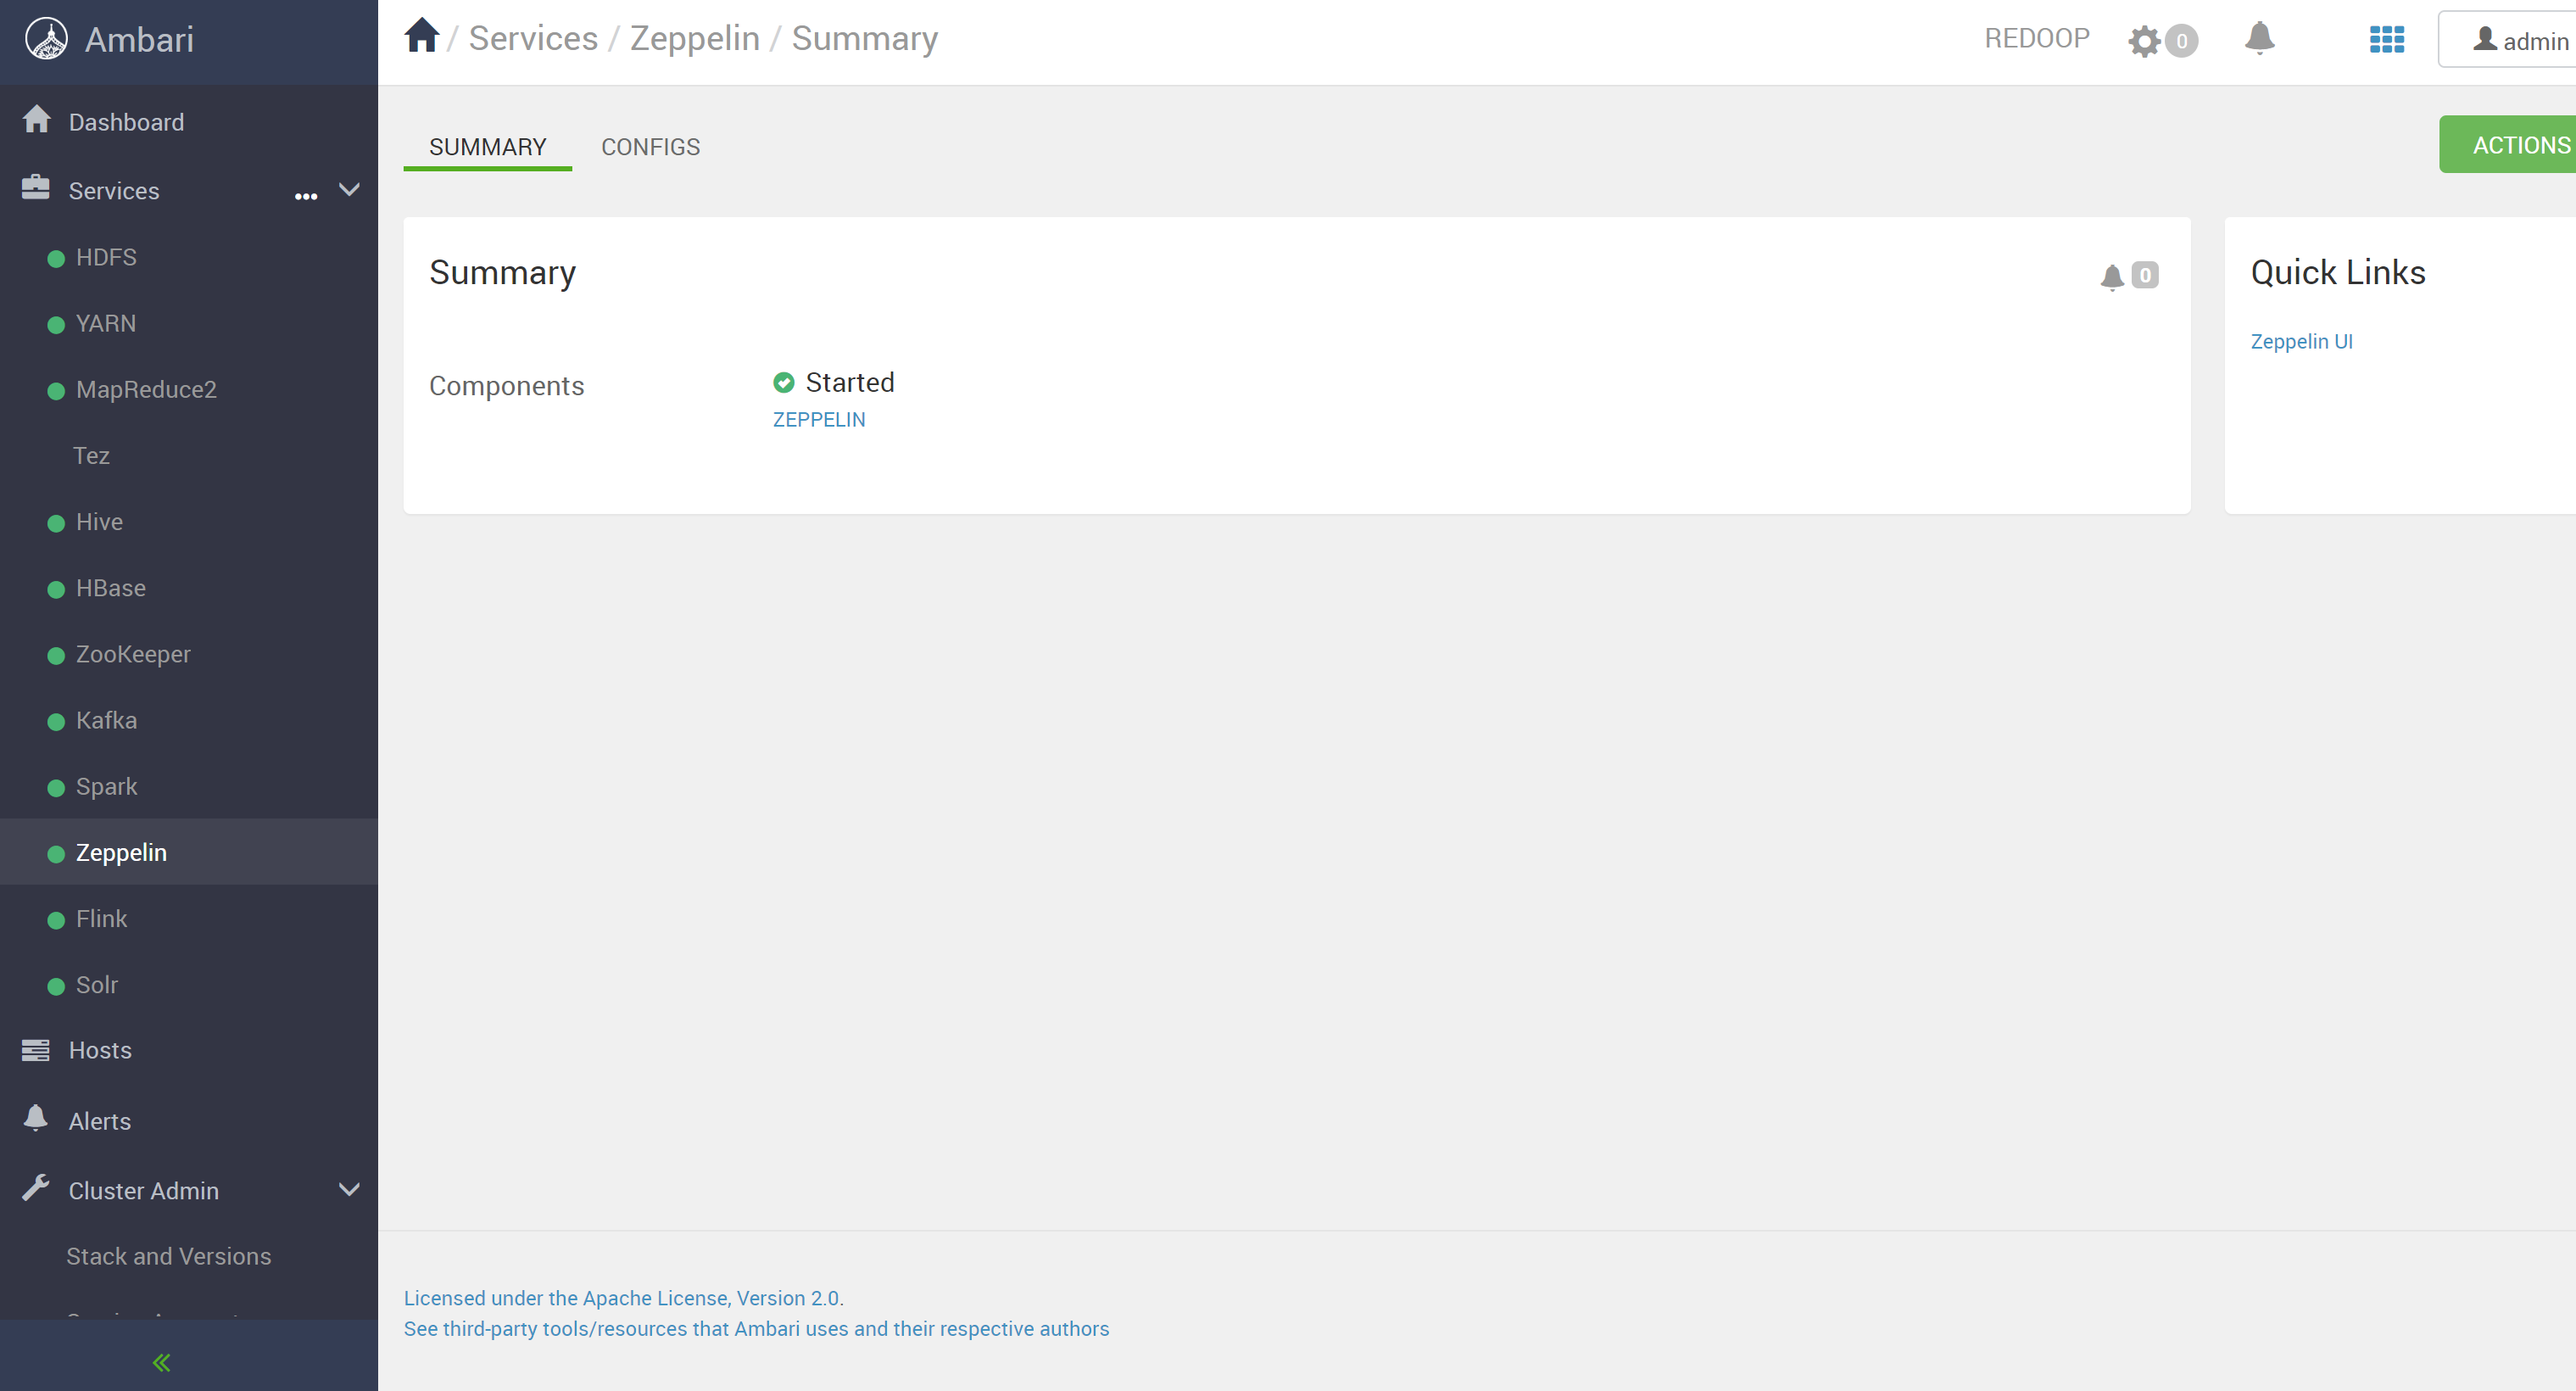 Ambari
/ Services / Zeppelin / Summary
REDOOP
0
admin
Dashboard
Services
HDFS
YARN
MapReduce2
Tez
Hive
HBase
ZooKeeper
Kafka
Spark
Zeppelin
Flink
Solr
Hosts
Alerts
Cluster Admin
Stack and Versions
SUMMARY
CONFIGS
ACTIONS
Summary
0
Components
Started
ZEPPELIN
Quick Links
Zeppelin UI
Licensed under the Apache License, Version 2.0.
See third-party tools/resources that Ambari uses and their respective authors